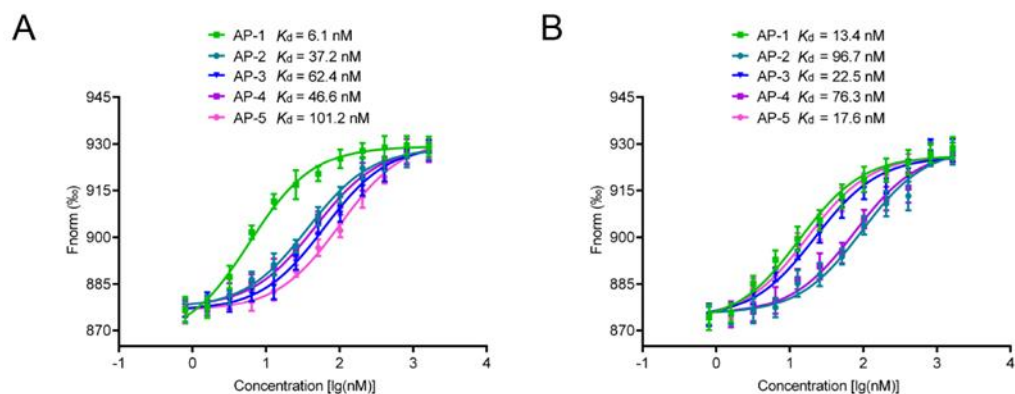 A
AP-1 Kd = 6.1 nM
AP-2 Kd = 37.2 nM
AP-3 Kd = 62.4 nM
AP-4 Kd = 46.6 nM
AP-5 Kd = 101.2 nM
945
930
915
900
885
870
Fnorm (‰)
-1 0 1 2 3 4
Concentration [lg(nM)]
B
AP-1 Kd = 13.4 nM
AP-2 Kd = 96.7 nM
AP-3 Kd = 22.5 nM
AP-4 Kd = 76.3 nM
AP-5 Kd = 17.6 nM
945
930
915
900
885
870
Fnorm (‰)
-1 0 1 2 3 4
Concentration [lg(nM)]